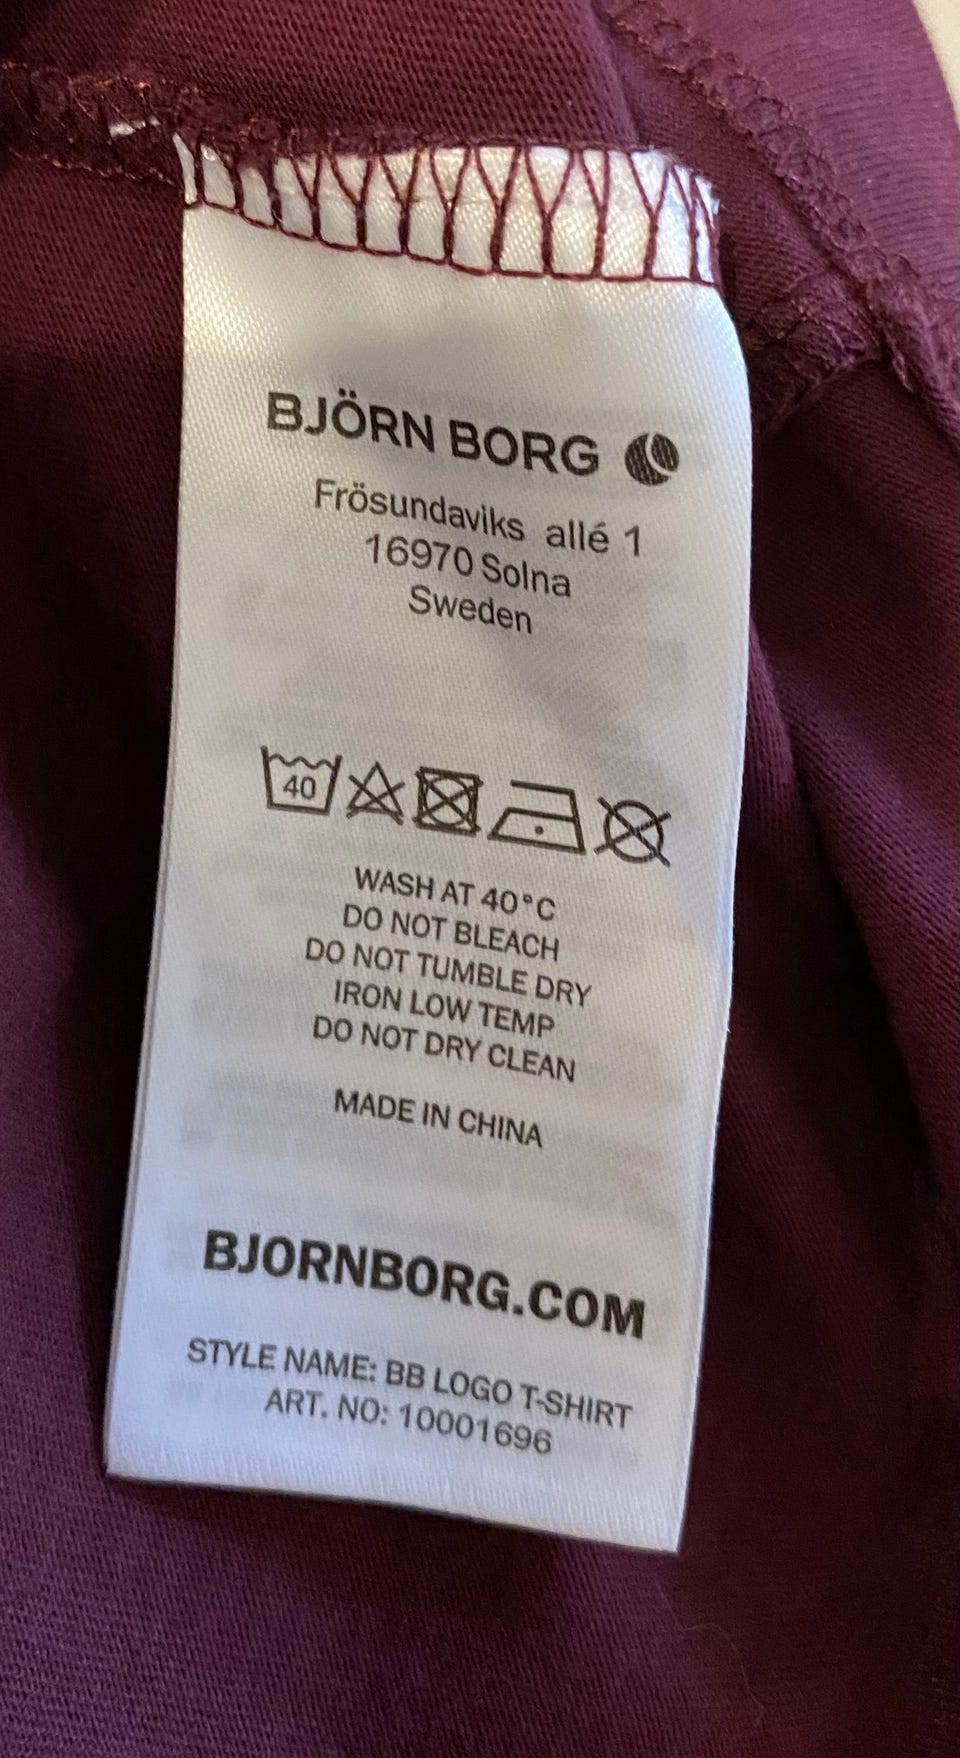 BJÖRN BORG
Frösundaviks allé 1
16970 Solna
Sweden
40
WASH AT 40°C
DO NOT BLEACH
DO NOT TUMBLE DRY
IRON LOW TEMP
DO NOT DRY CLEAN
MADE IN CHINA
BJORNBORG.COM
STYLE NAME: BB LOGO T-SHIRT
ART. NO: 10001696